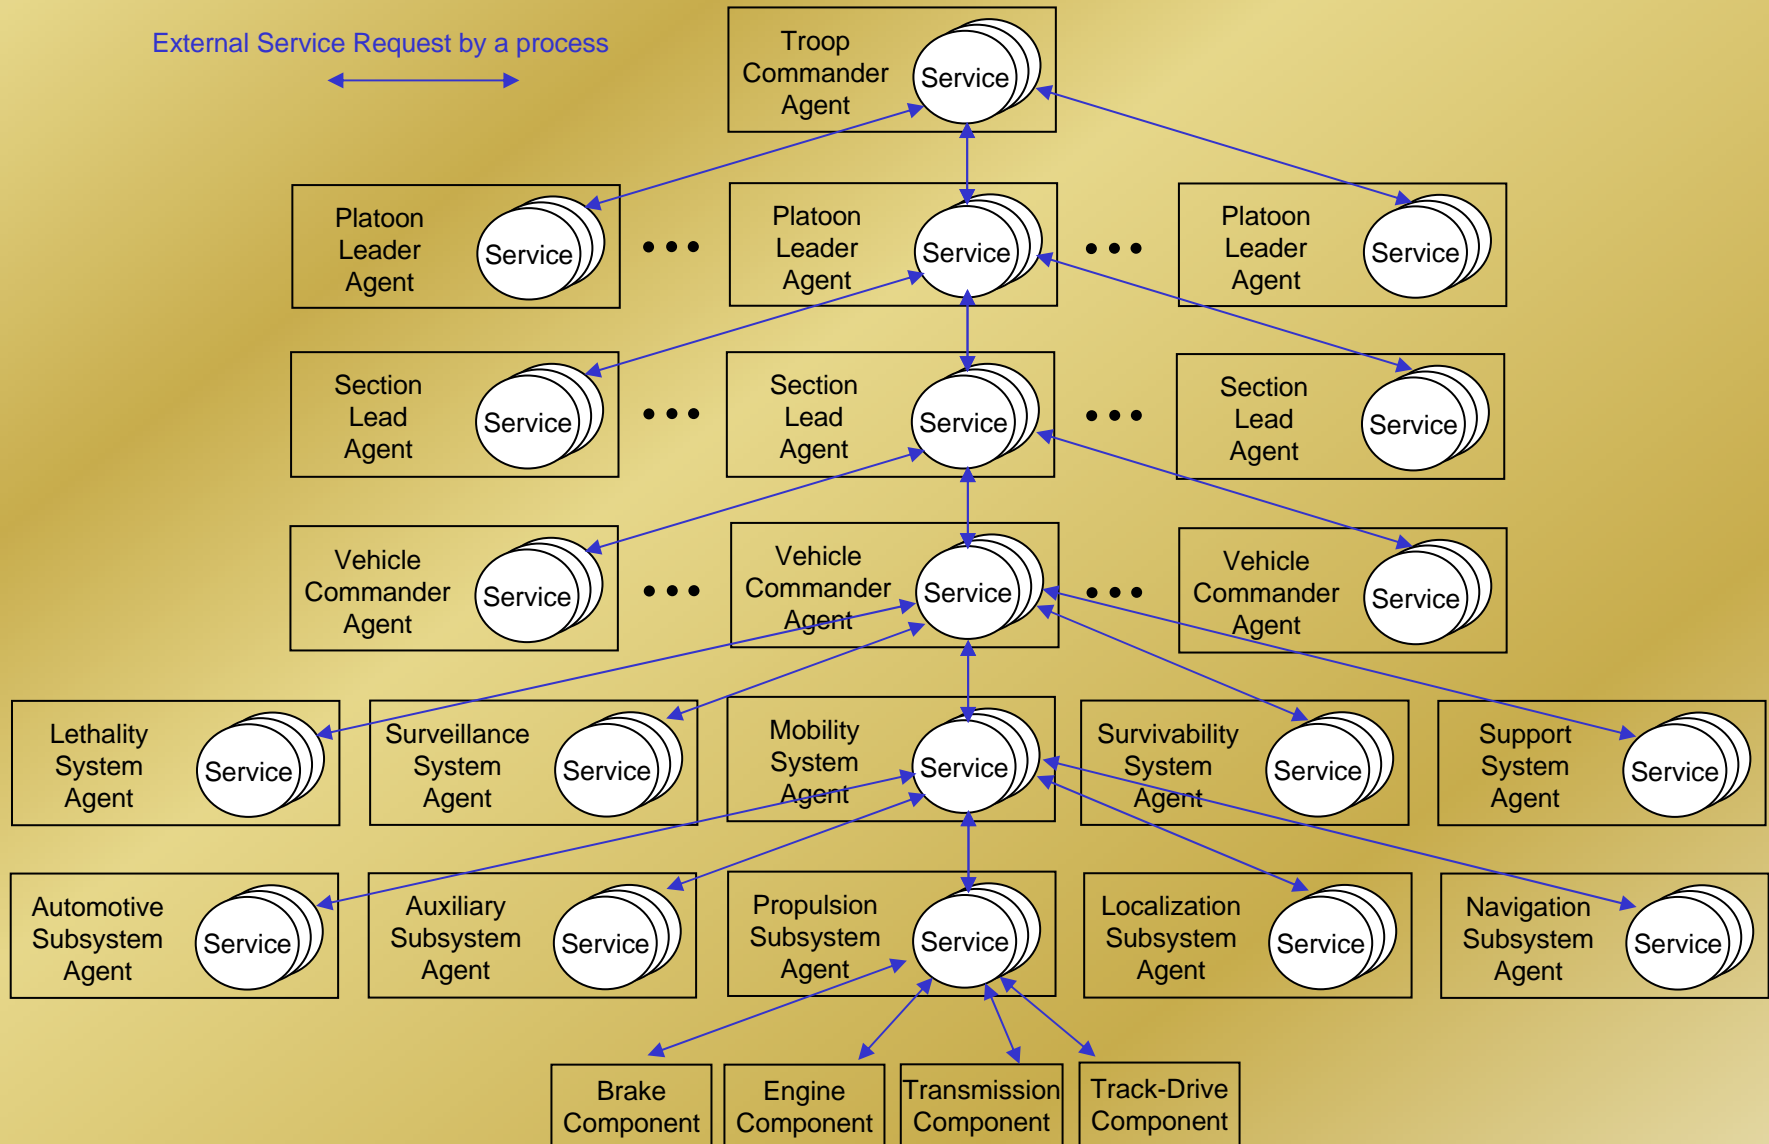 External Service Request by a process
Troop
Commander
Agent
Service
Platoon
Leader
Agent
Service
Platoon
Leader
Agent
Service
Platoon
Leader
Agent
Service
Section
Lead
Agent
Service
Section
Lead
Agent
Service
Section
Lead
Agent
Service
Vehicle
Commander
Agent
Service
Vehicle
Commander
Agent
Service
Vehicle
Commander
Agent
Service
Lethality
System
Agent
Service
Surveillance
System
Agent
Service
Mobility
System
Agent
Service
Survivability
System
Agent
Service
Support
System
Agent
Service
Automotive
Subsystem
Agent
Service
Auxiliary
Subsystem
Agent
Service
Propulsion
Subsystem
Agent
Service
Localization
Subsystem
Agent
Service
Navigation
Subsystem
Agent
Service
Brake
Component
Engine
Component
Transmission
Component
Track-Drive
Component